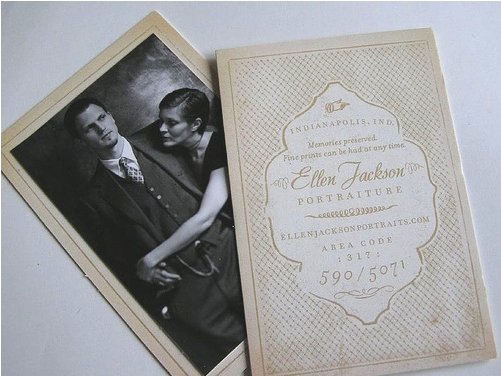 INDIANAPOLIS, IND.
Memories preserved.
Fine prints can be had at any time.
Ellen Jackson
PORTRAITURE
ELLENJACKSONPORTRAITS.COM
AREA CODE
: 317 :
590/5071